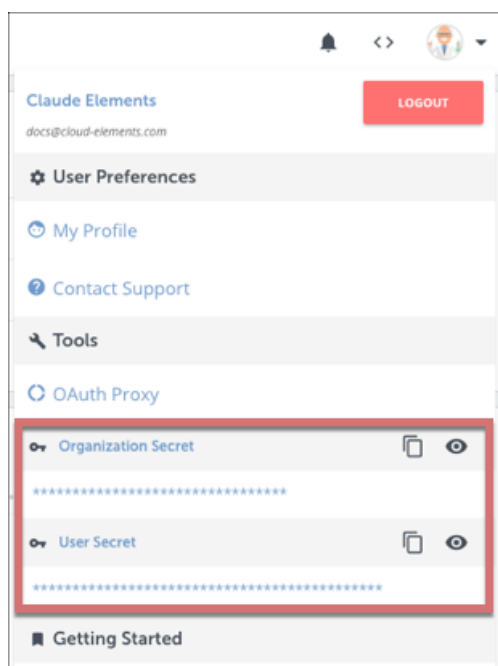 Claude Elements
LOGOUT
docs@cloud-elements.com
User Preferences
My Profile
Contact Support
Tools
OAuth Proxy
Organization Secret
********************************
User Secret
********************************************
Getting Started